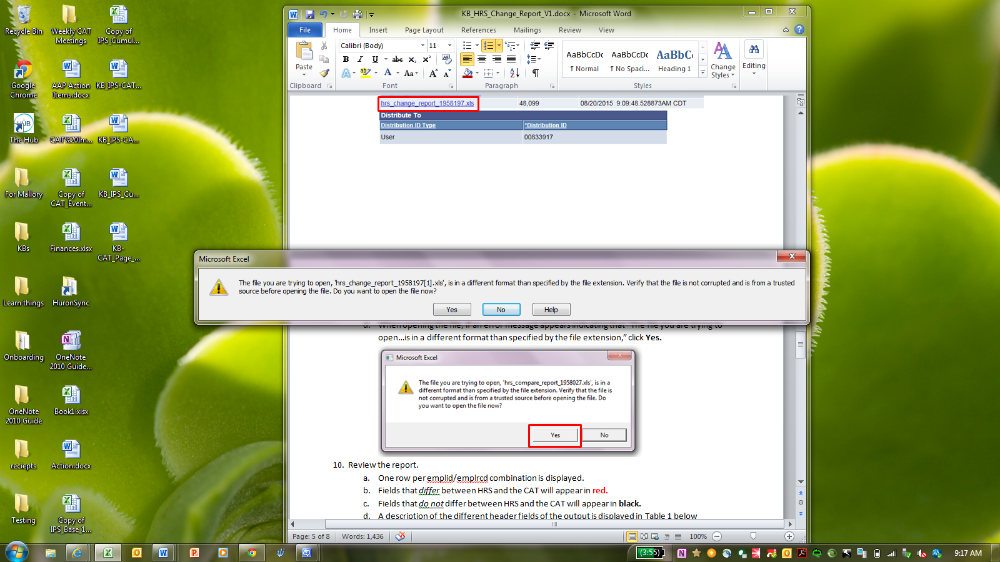 Recycle Bin
Weekly CAT
Meetings
Copy of
IPS_Cumul...
Google
Chrome
AAP Action
Items.docx
KB_IPS-CAT...
The Hub
CAT%20Im...
KB_IPS-CA...
For Mallory
Copy of
CAT_Event...
KB_IPS_Cu...
KBs
Finances.xlsx
KB-
CAT_Page_...
Learn things
HuronSync
Onboarding
OneNote
2010 Guide...
OneNote
2010 Guide
Book1.xlsx
reciepts
Action.docx
Testing
Copy of
IPS_Base_1...
KB_HRS_Change_Report_V1.docx - Microsoft Word
File Home Insert Page Layout References Mailings Review View
Calibri (Body) 11
Paste
AaBbCcDc AaBbCcDc AaBbCc
¶ Normal ¶ No Spaci... Heading 1
Change
Styles
Editing
Clipboard Font Paragraph Styles
hrs_change_report_1958197.xls 48,099 08/20/2015 9:09:48.528873AM CDT
Distribute To
Distribution ID Type *Distribution ID
User 00833917
Microsoft Excel
The file you are trying to open, 'hrs_change_report_1958197[1].xls', is in a different format than specified by the file extension. Verify that the file is not corrupted and is from a trusted
source before opening the file. Do you want to open the file now?
Yes No Help
d. When opening the file, if an error message appears indicating that "The file you are trying to
open...is in a different format than specified by the file extension," click Yes.
Microsoft Excel
The file you are trying to open, 'hrs_compare_report_1958027.xls', is in a
different format than specified by the file extension. Verify that the file is
not corrupted and is from a trusted source before opening the file. Do
you want to open the file now?
Yes No
10. Review the report.
a. One row per emplid/emplrcd combination is displayed.
b. Fields that differ between HRS and the CAT will appear in red.
c. Fields that do not differ between HRS and the CAT will appear in black.
d. A description of the different header fields of the output is displayed in Table 1 below
Page: 5 of 8 Words: 1,436 100%
(3:55) 9:17 AM